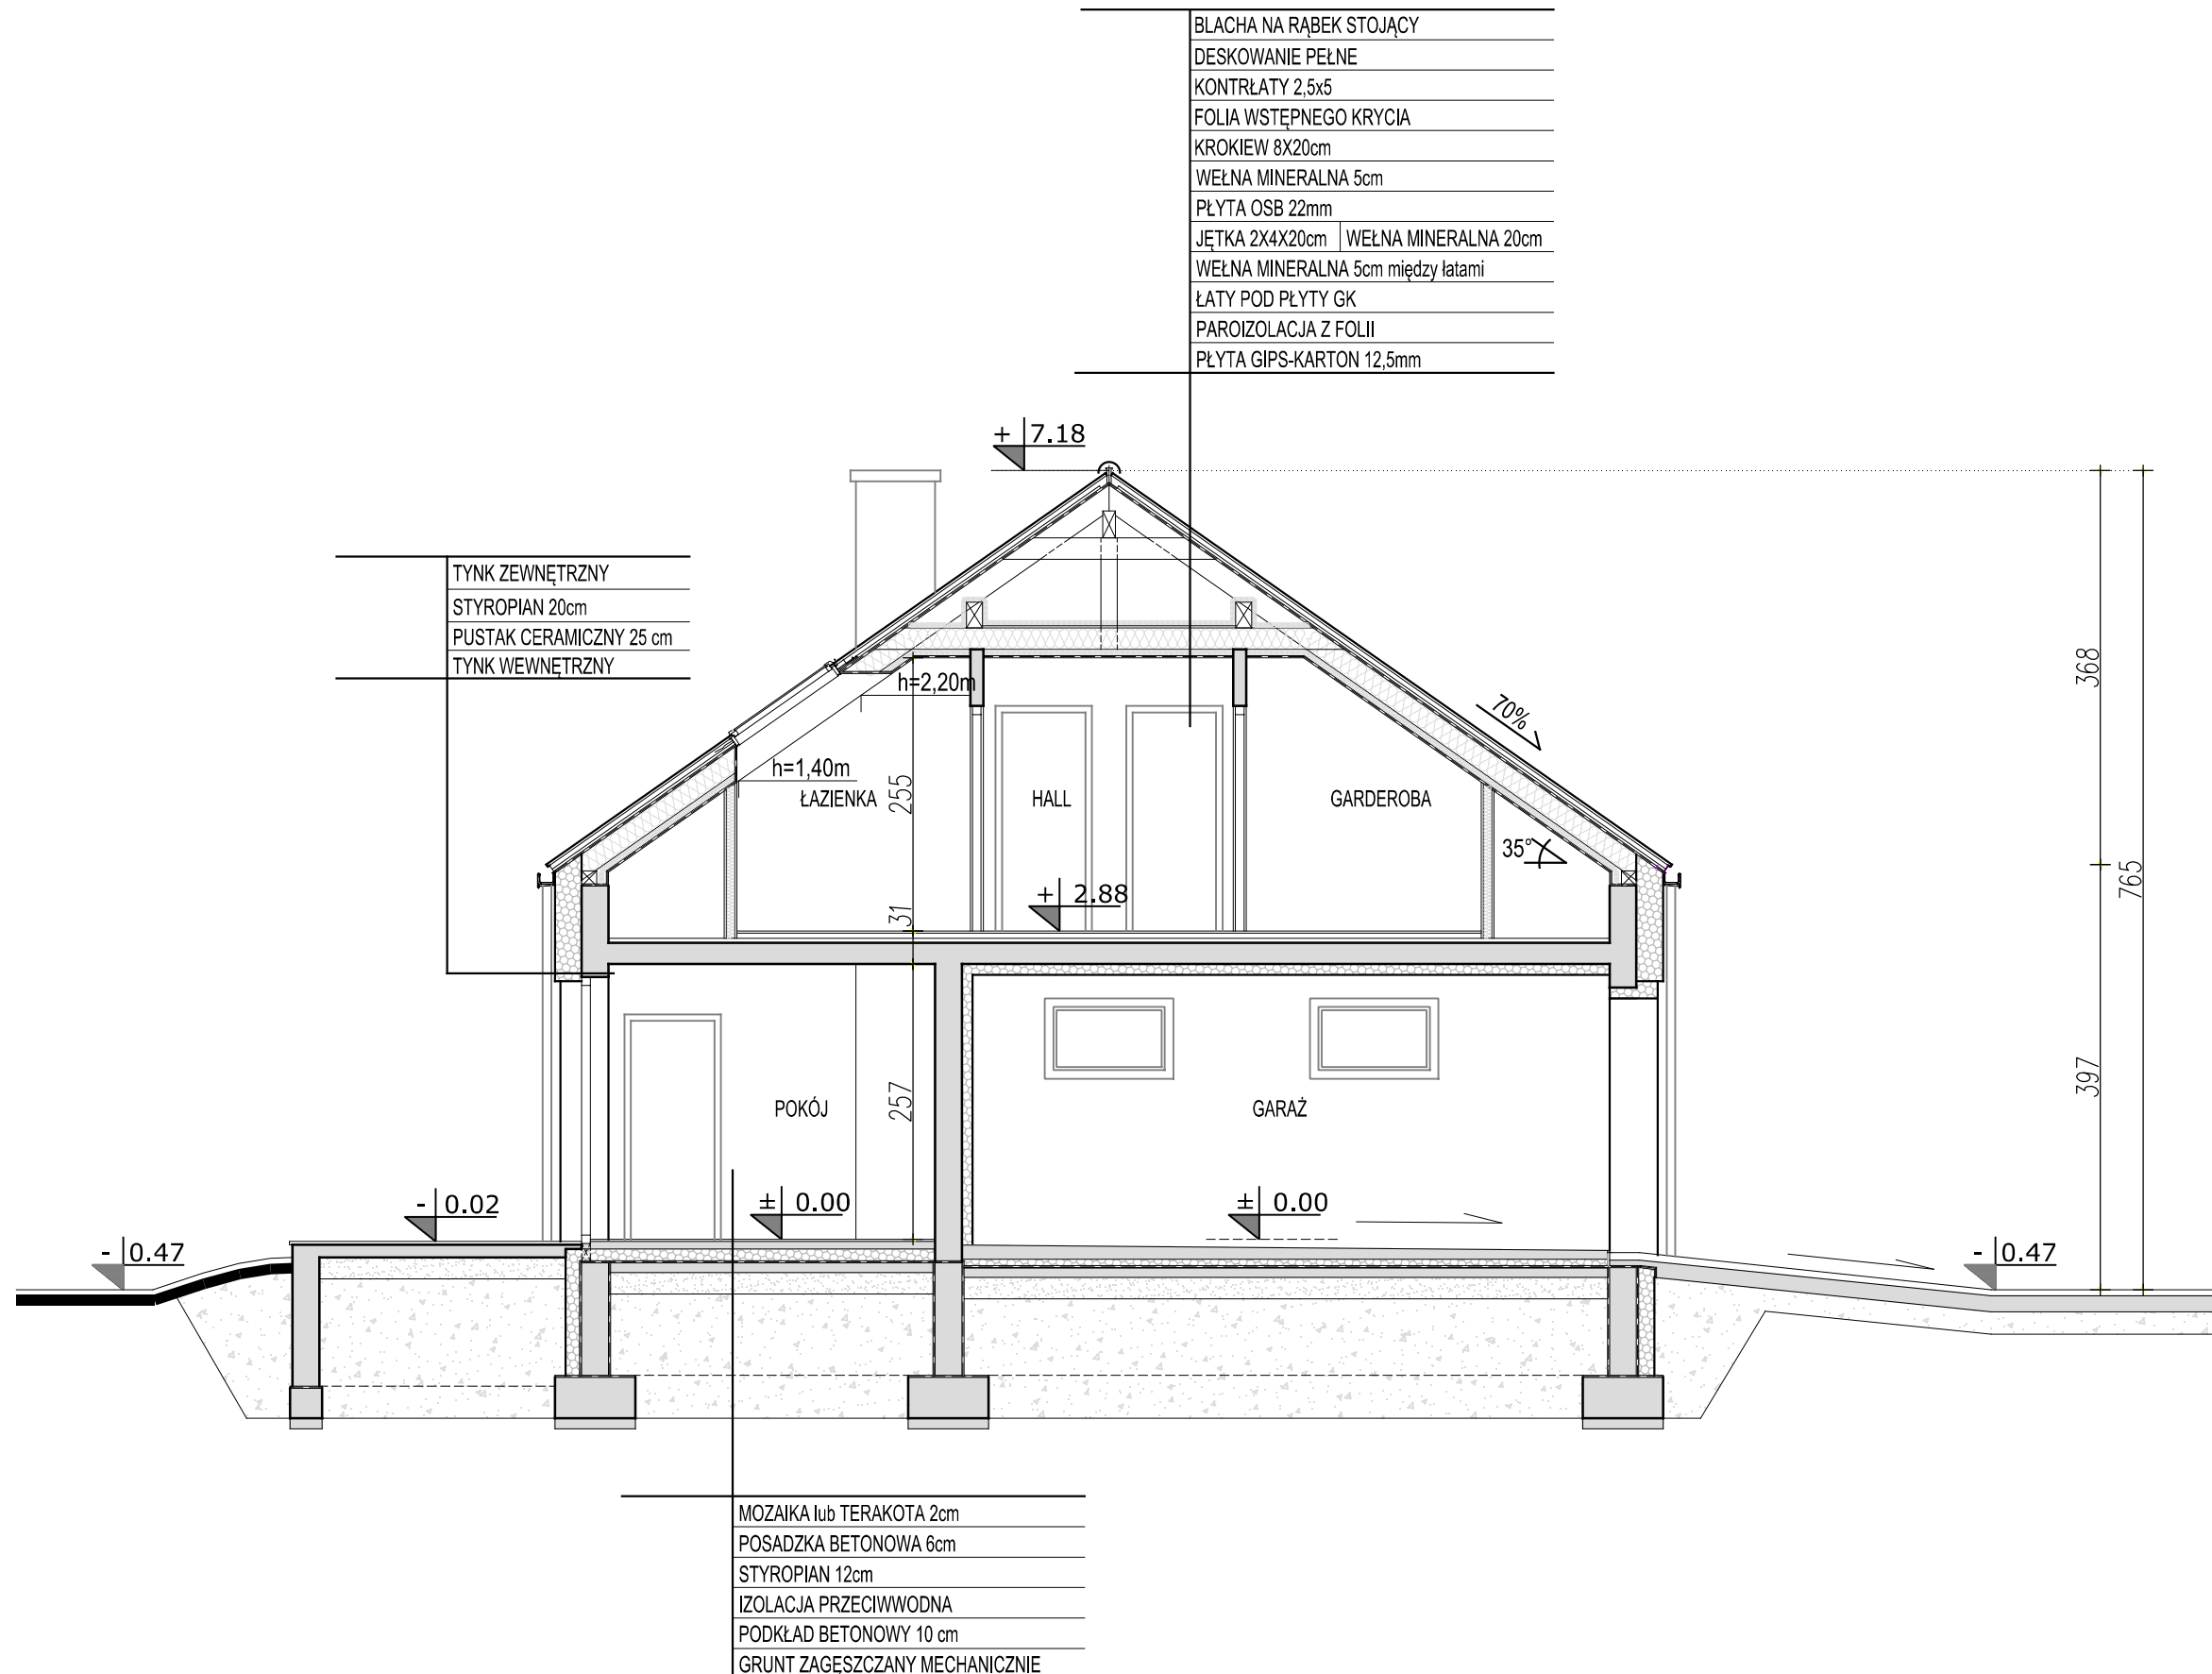 BLACHA NA RĄBEK STOJĄCY
DESKOWANIE PEŁNE
KONTRŁATY 2,5x5
FOLIA WSTĘPNEGO KRYCIA
KROKIEW 8X20cm
WEŁNA MINERALNA 5cm
PŁYTA OSB 22mm
JĘTKA 2X4X20cm WEŁNA MINERALNA 20cm
WEŁNA MINERALNA 5cm między łatami
ŁATY POD PŁYTY GK
PAROIZOLACJA Z FOLII
PŁYTA GIPS-KARTON 12,5mm
+ 7.18
TYNK ZEWNĘTRZNY
STYROPIAN 20cm
PUSTAK CERAMICZNY 25 cm
TYNK WEWNĘTRZNY
h=2,20m
368
70%
h=1,40m
ŁAZIENKA
255
HALL
GARDEROBA
35°
765
+ 2.88
31
397
POKÓJ
257
GARAŻ
- 0.02
± 0.00
± 0.00
- 0.47
- 0.47
MOZAIKA lub TERAKOTA 2cm
POSADZKA BETONOWA 6cm
STYROPIAN 12cm
IZOLACJA PRZECIWWODNA
PODKŁAD BETONOWY 10 cm
GRUNT ZAGĘSZCZANY MECHANICZNIE